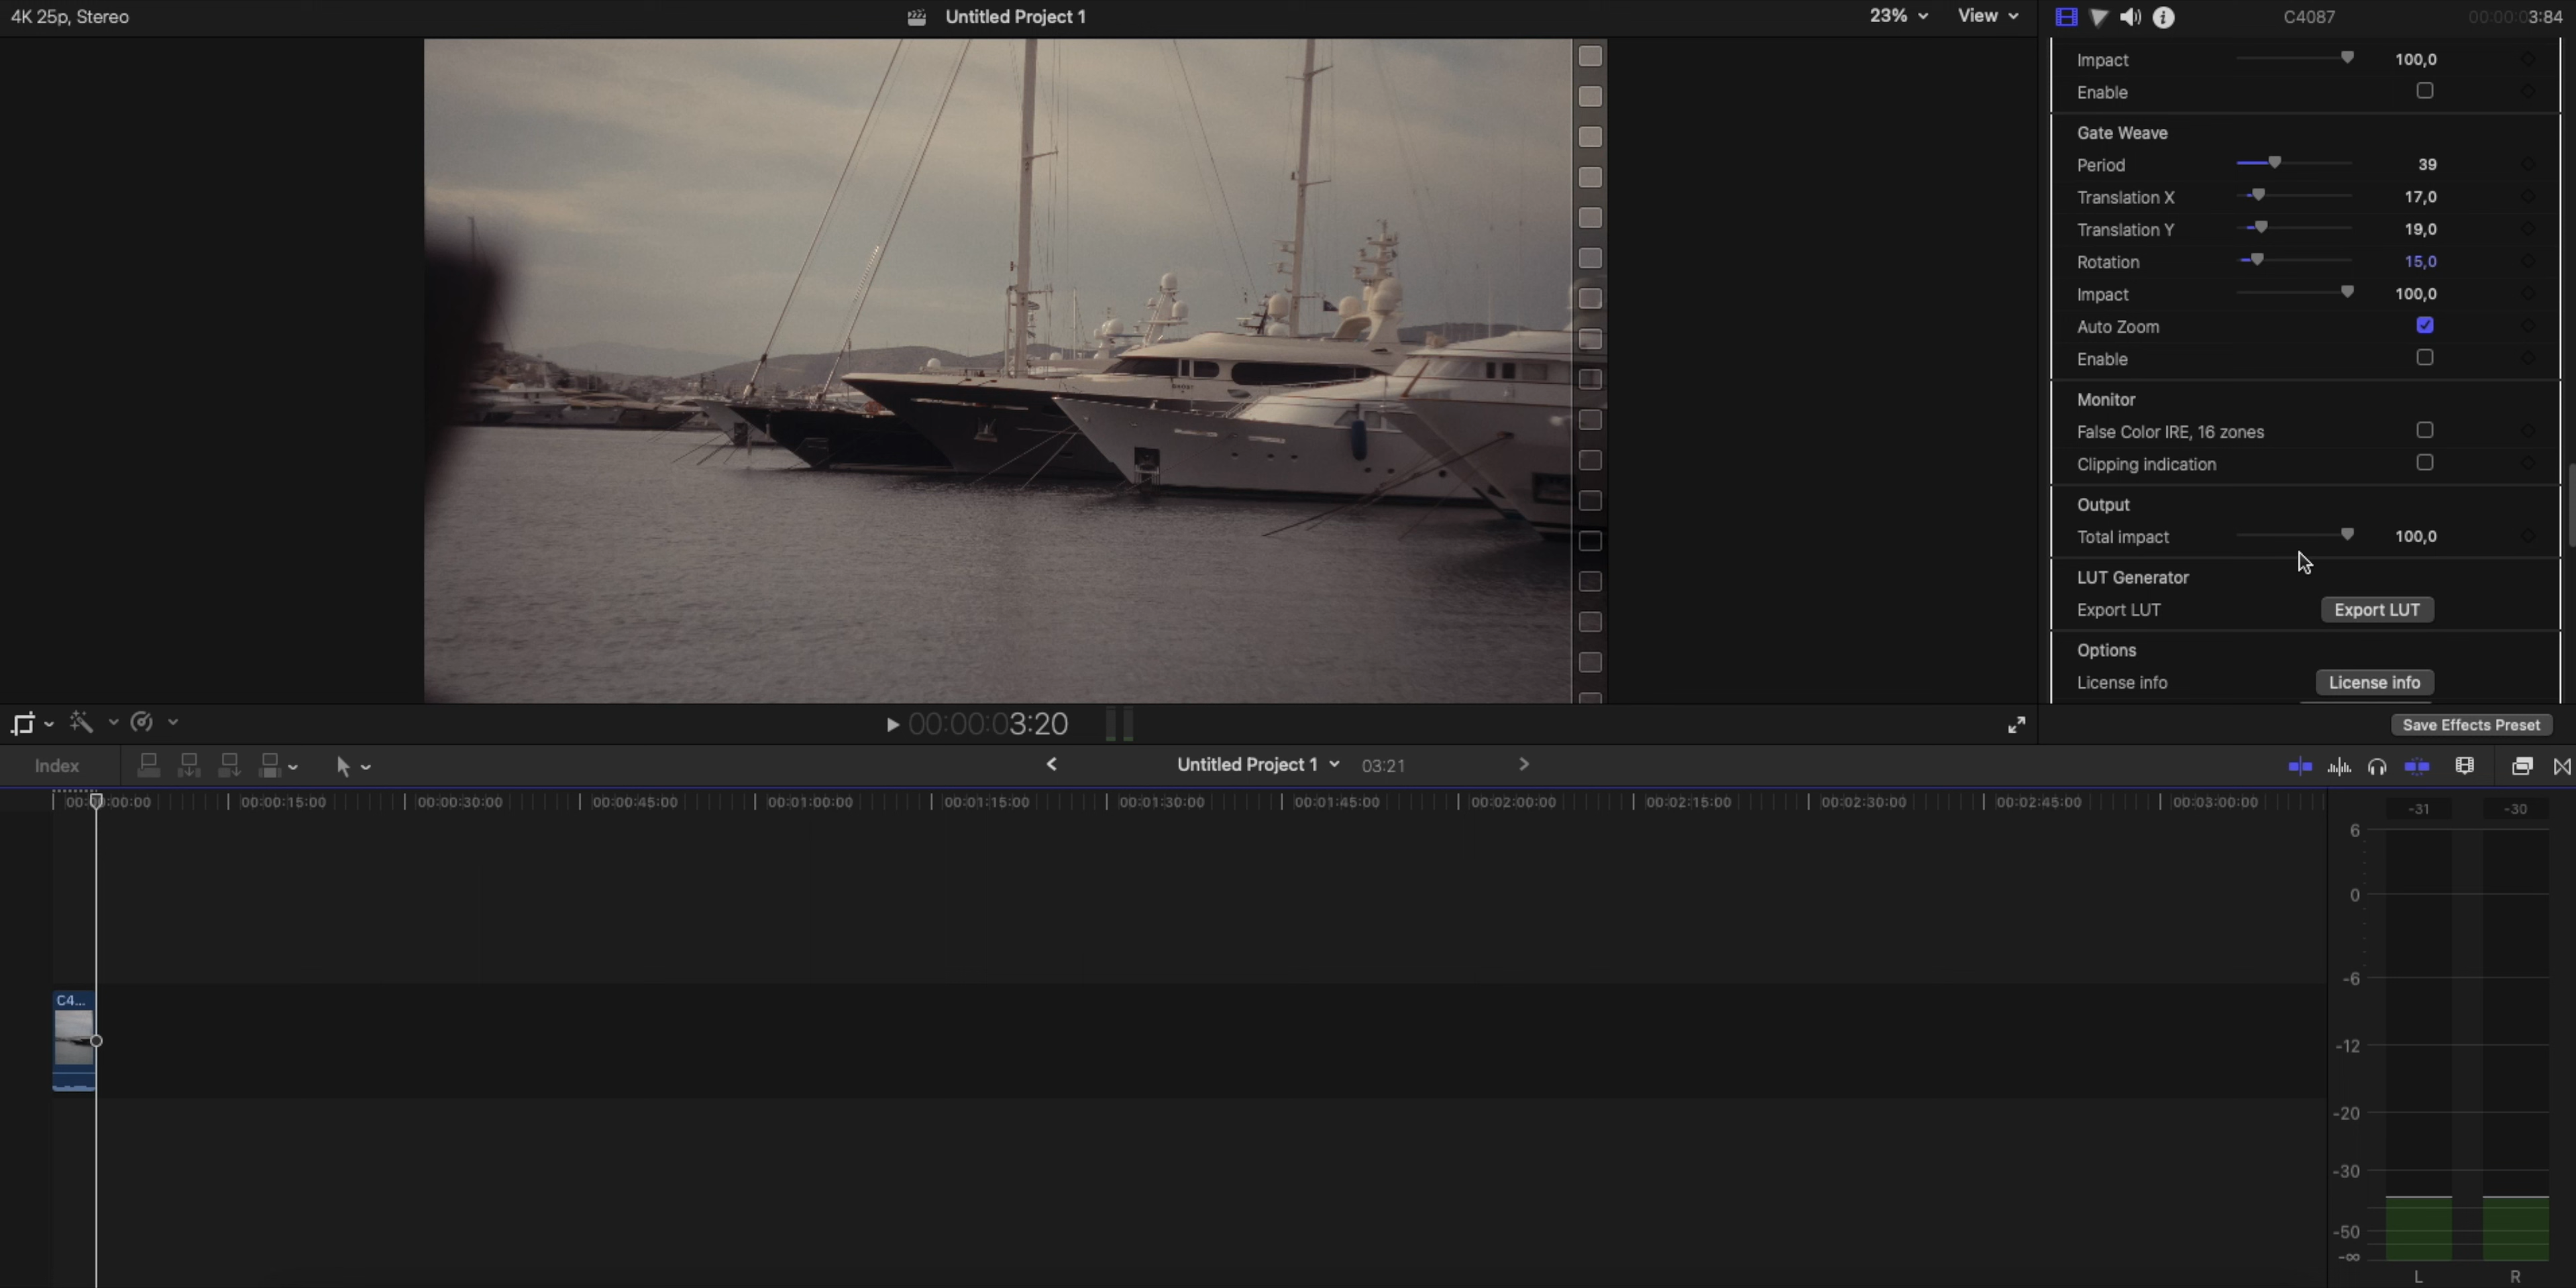 4K 25p, Stereo
Untitled Project 1
23%
View
C4087
00:00:03:84
Impact 100,0
Enable
Gate Weave
Period 39
Translation X 17,0
Translation Y 19,0
Rotation 15,0
Impact 100,0
Auto Zoom
Enable
Monitor
False Color IRE, 16 zones
Clipping indication
Output
Total impact 100,0
LUT Generator
Export LUT Export LUT
Options
License info License info
00:00:03:20
Save Effects Preset
Index
Untitled Project 1
03:21
00:00:00:00 00:00:15:00 00:00:30:00 00:00:45:00 00:01:00:00 00:01:15:00 00:01:30:00 00:01:45:00 00:02:00:00 00:02:15:00 00:02:30:00 00:02:45:00 00:03:00:00
-31 -30
6
0
-6
C4...
-12
-20
-30
-50
-∞
L R